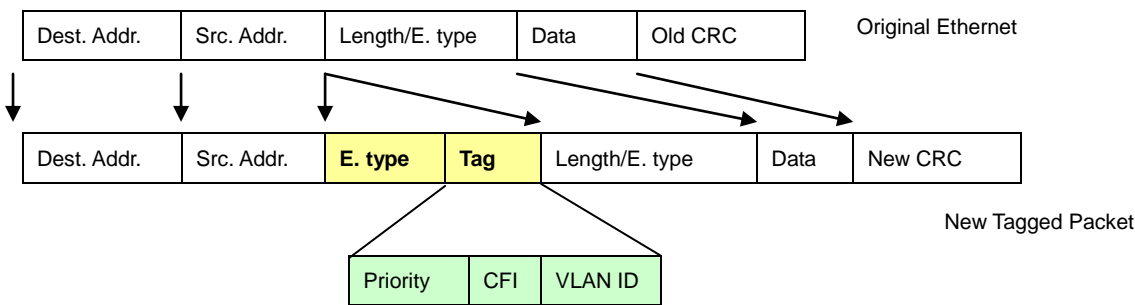 Dest. Addr. Src. Addr. Length/E. type Data Old CRC Original Ethernet
Dest. Addr. Src. Addr. E. type Tag Length/E. type Data New CRC
New Tagged Packet
Priority CFI VLAN ID